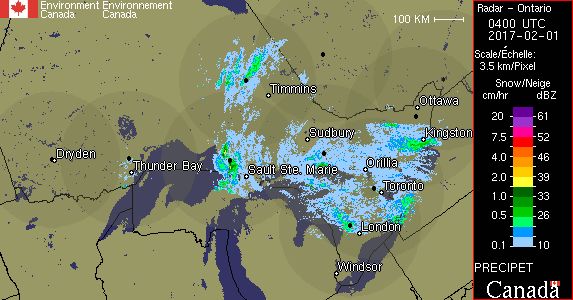 Environment Environnement
Canada Canada
100 KM
Timmins
Ottawa
Sudbury
Kingston
Dryden
Thunder Bay
Sault Ste. Marie
Orillia
Toronto
London
Windsor
Radar - Ontario
0400 UTC
2017-02-01
Scale/Échelle:
3.5 km/Pixel
Snow/Neige
cm/hr dBZ
20 61
7.5 52
4.0 46
2.0 39
1.0 33
0.5 26
0.1 10
PRECIPET
Canada